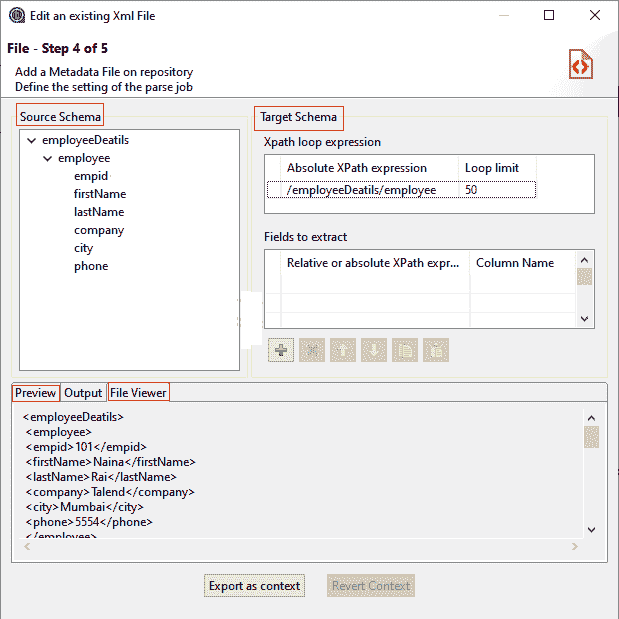 Edit an existing Xml File
File - Step 4 of 5
Add a Metadata File on repository
Define the setting of the parse job
Source Schema
employeeDeatils
employee
empid
firstName
lastName
company
city
phone
Target Schema
Xpath loop expression
Absolute XPath expression Loop limit
/employeeDeatils/employee 50
Fields to extract
Relative or absolute XPath expr... Column Name
Preview Output File Viewer
<employeeDeatils>
<employee>
<empid>101</empid>
<firstName>Naina</firstName>
<lastName>Rai</lastName>
<company>Talend</company>
<city>Mumbai</city>
<phone>5554</phone>
</employee>
Export as context Revert Context